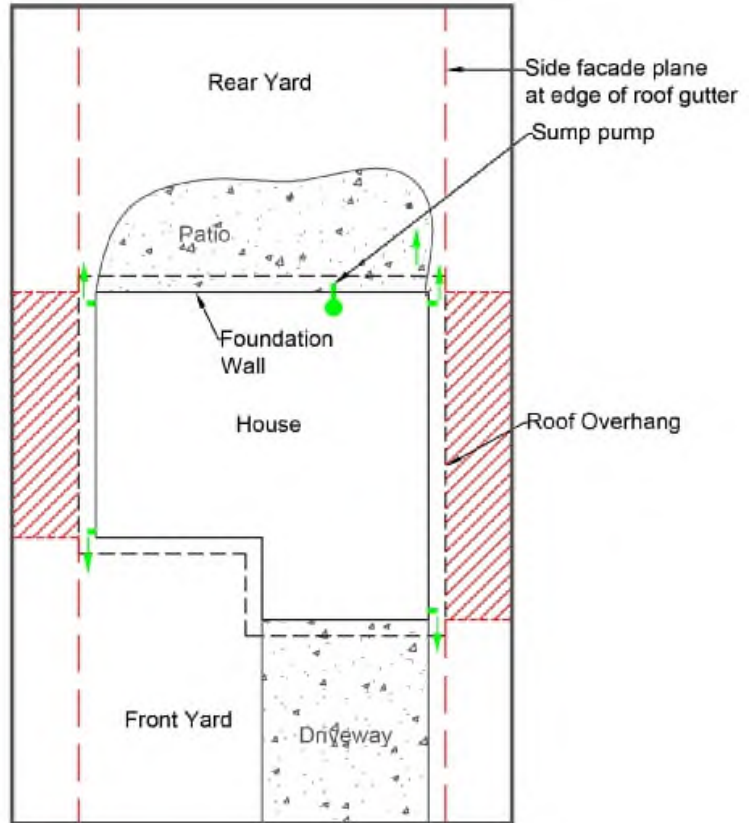 Rear Yard
Side facade plane
at edge of roof gutter
Sump pump
Patio
Foundation
Wall
House
Roof Overhang
Front Yard
Driveway